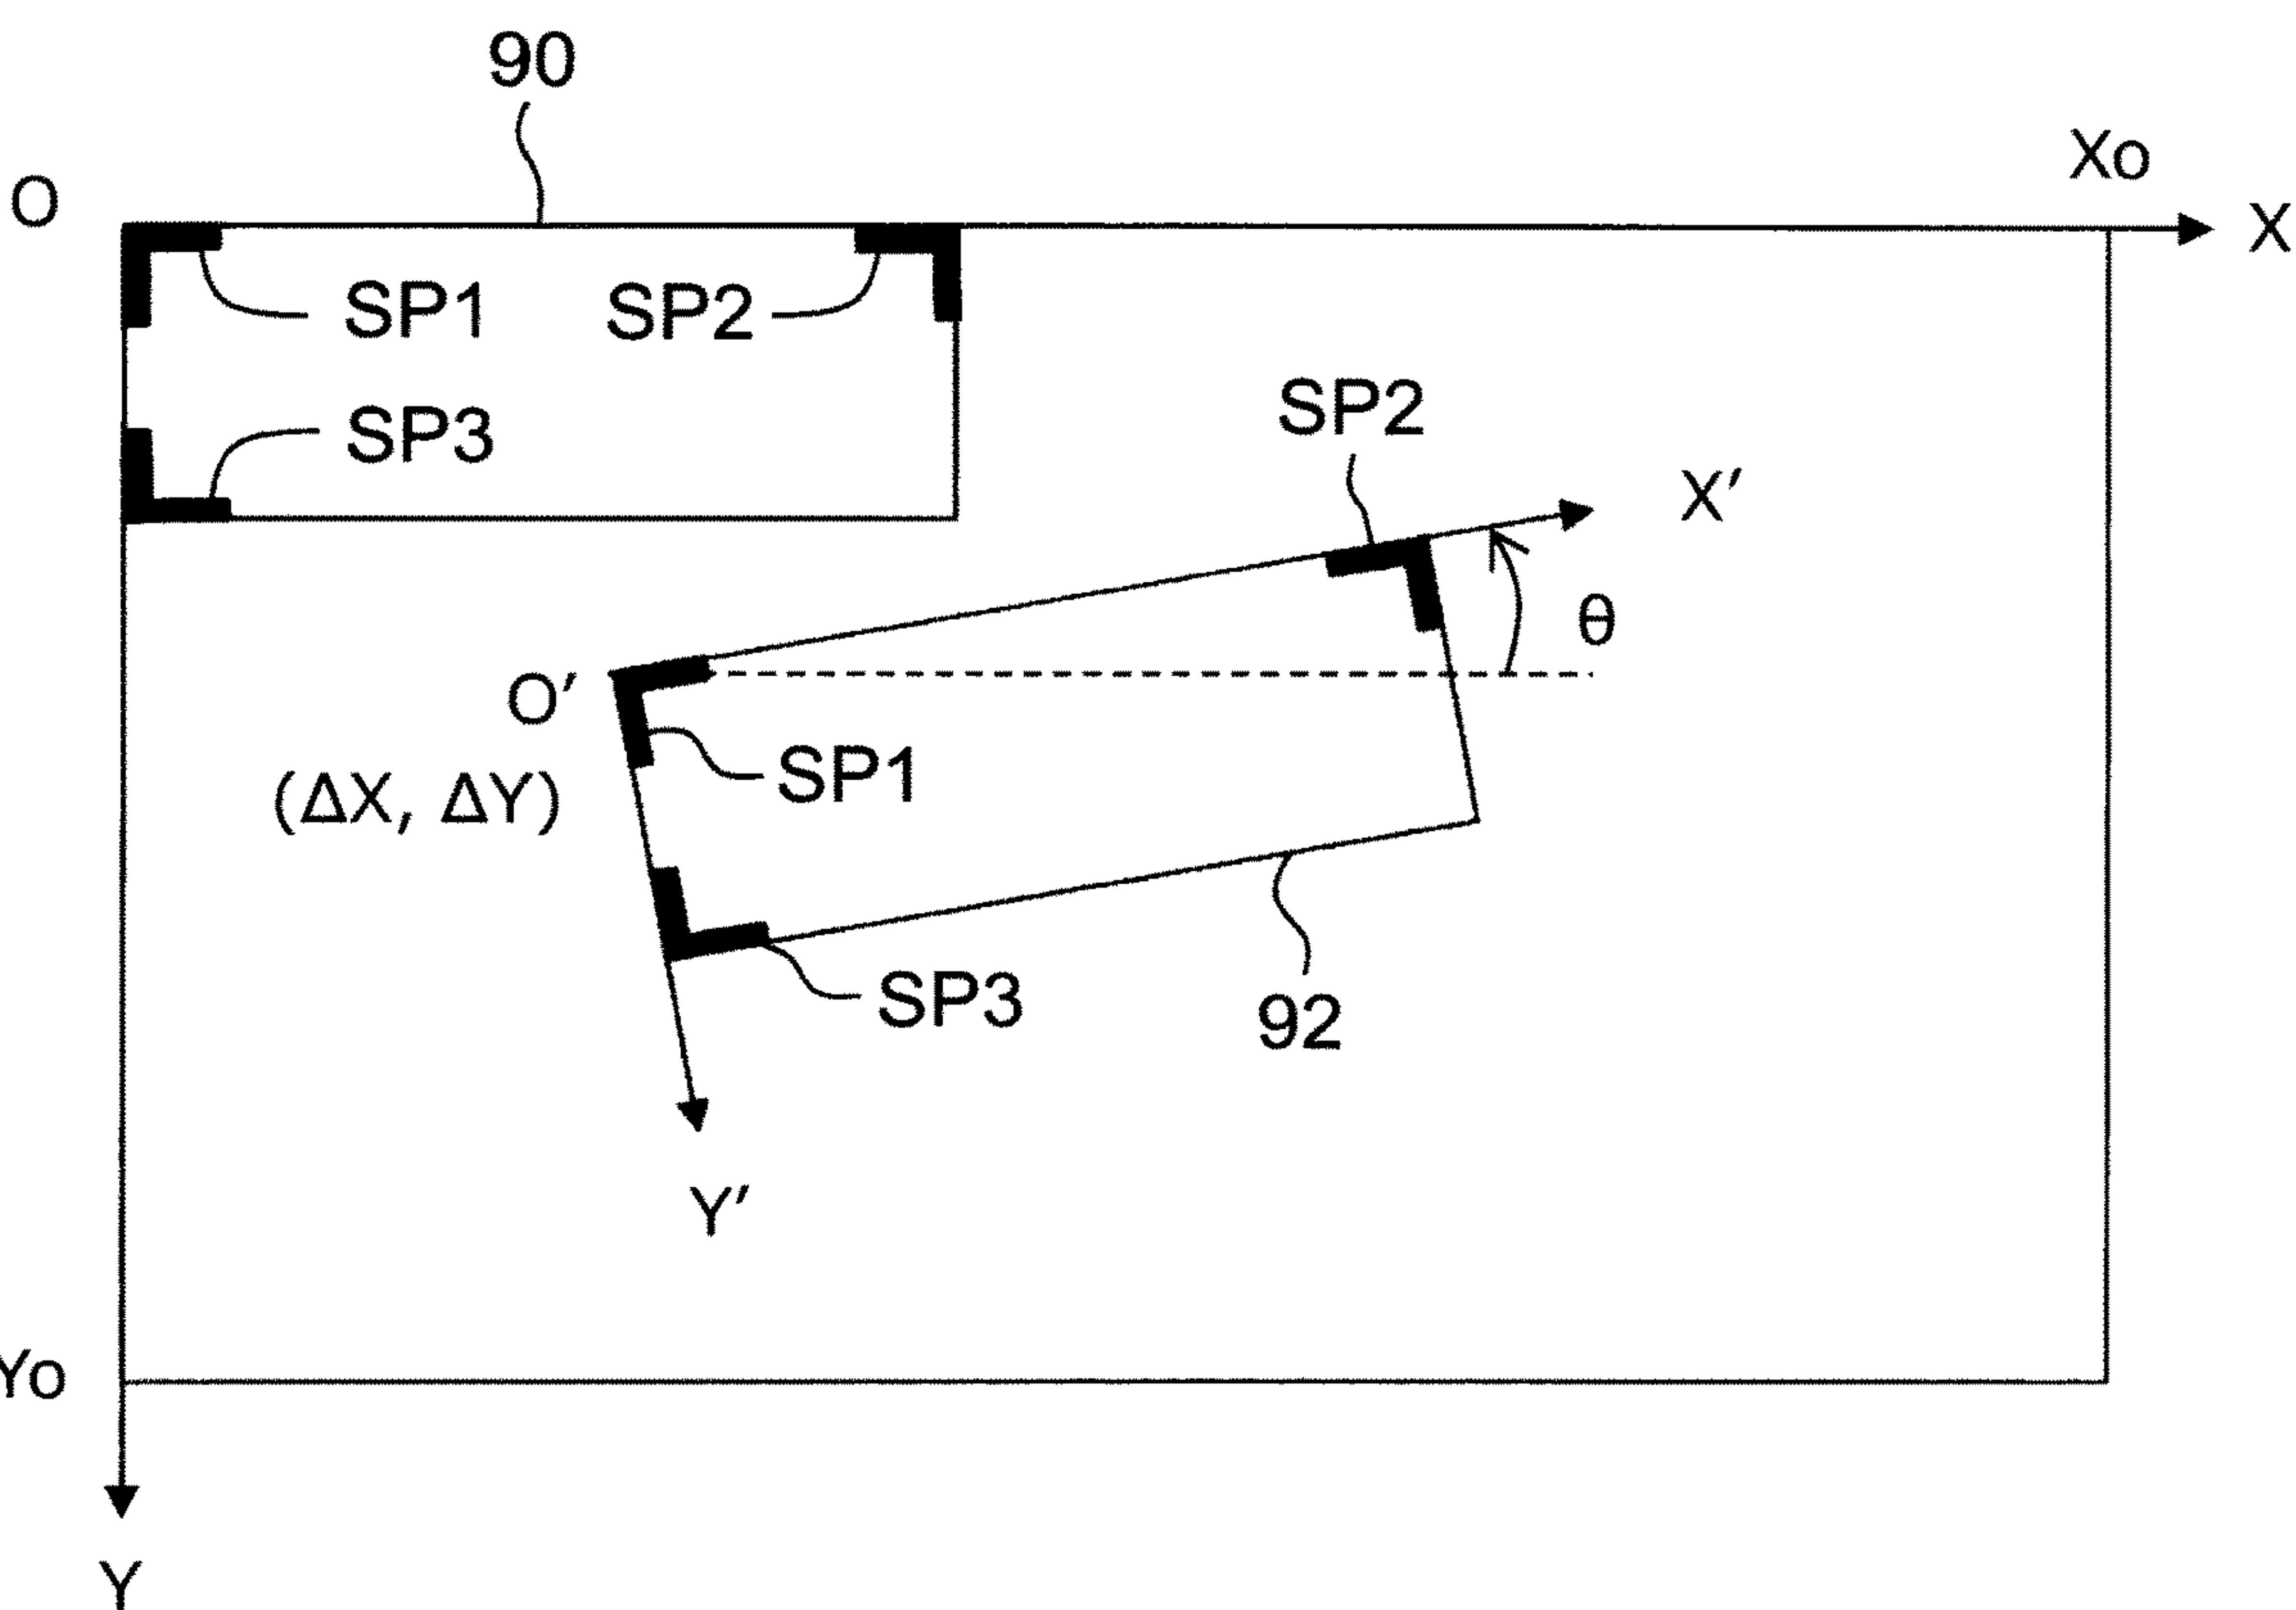 90
Xo
O
X
SP1 SP2
SP3
SP2
X'
θ
O'
SP1
(ΔX, ΔY)
SP3
92
Y'
Yo
Y